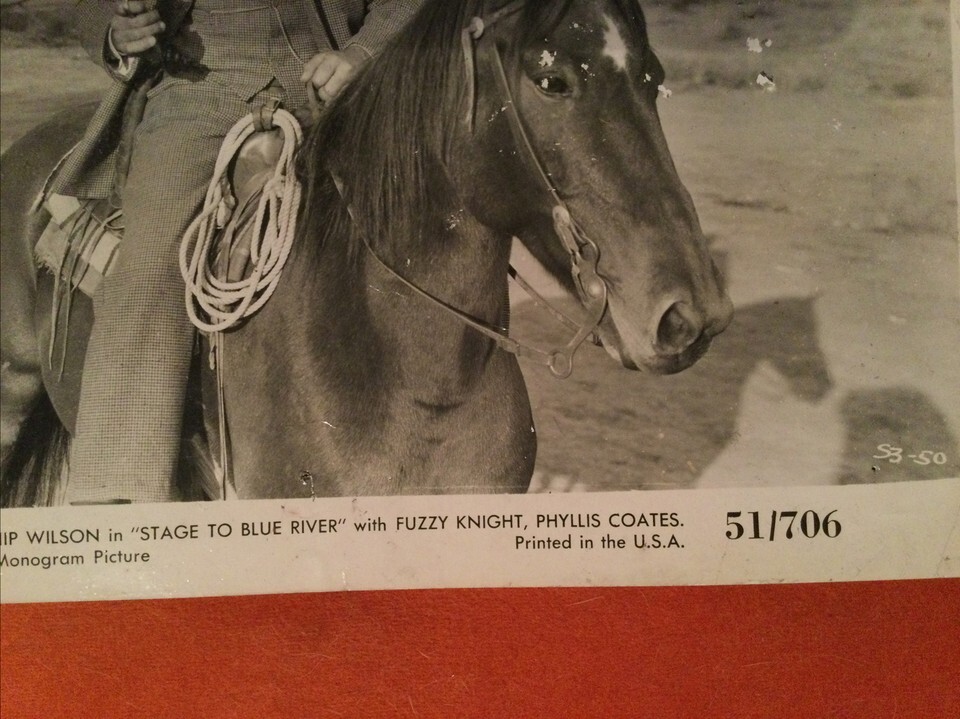 S3-50
HIP WILSON in "STAGE TO BLUE RIVER" with FUZZY KNIGHT, PHYLLIS COATES.
Monogram Picture
Printed in the U.S.A.
51/706